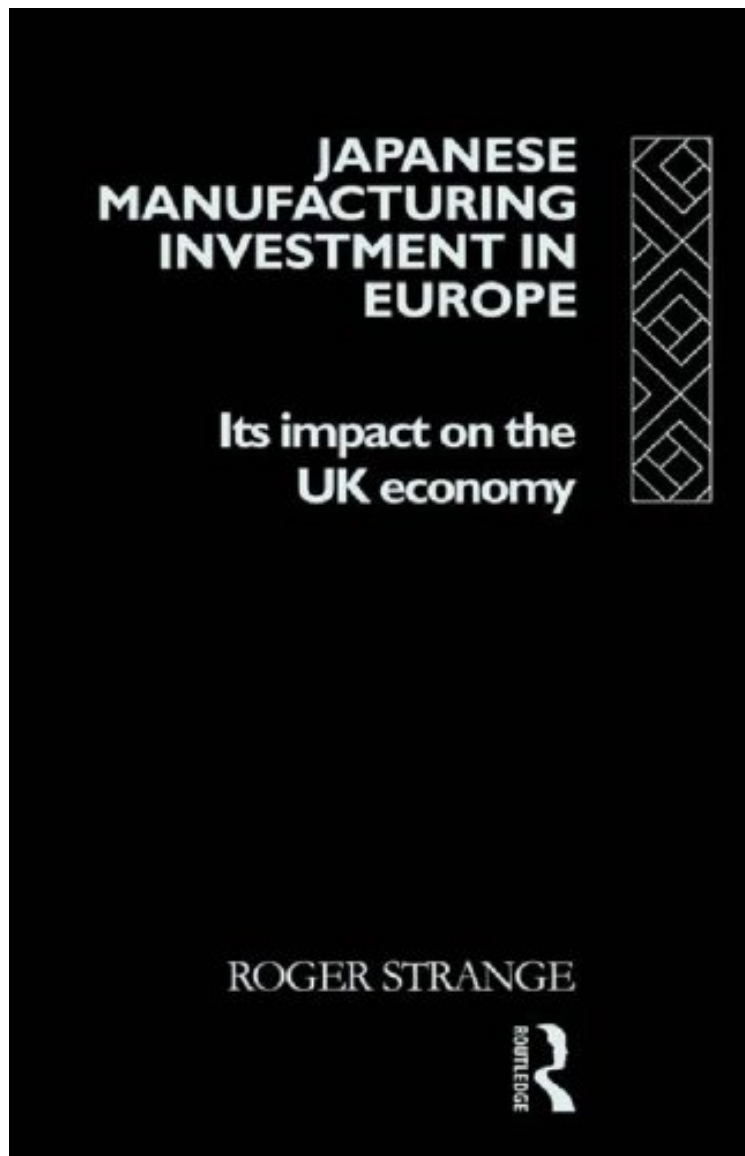 JAPANESE
MANUFACTURING
INVESTMENT IN
EUROPE
Its impact on the
UK economy
ROGER STRANGE
ROUTLEDGE